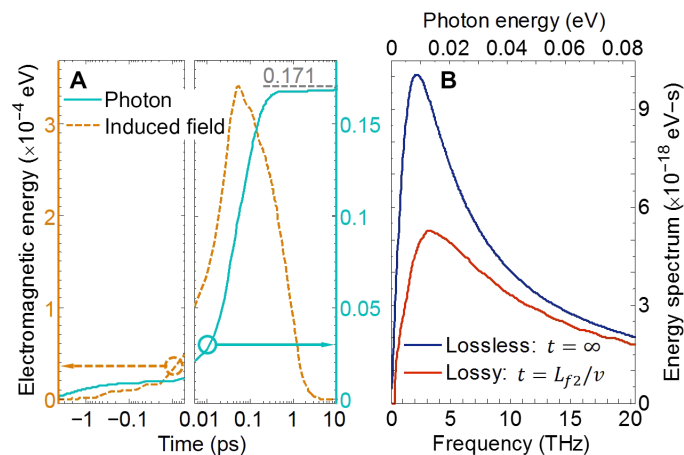 A
0.171
Photon
Induced field
Electromagnetic energy (×10⁻⁴ eV)
3
2
1
0
0.15
0.1
0.05
0
−1
−0.1
0.01
0.1
1
10
Time (ps)
Photon energy (eV)
0
0.02
0.04
0.06
0.08
B
Lossless: t = ∞
Lossy: t = L_{f2}/v
9
6
3
0
Energy spectrum (×10⁻¹⁸ eV−s)
0
5
10
15
20
Frequency (THz)